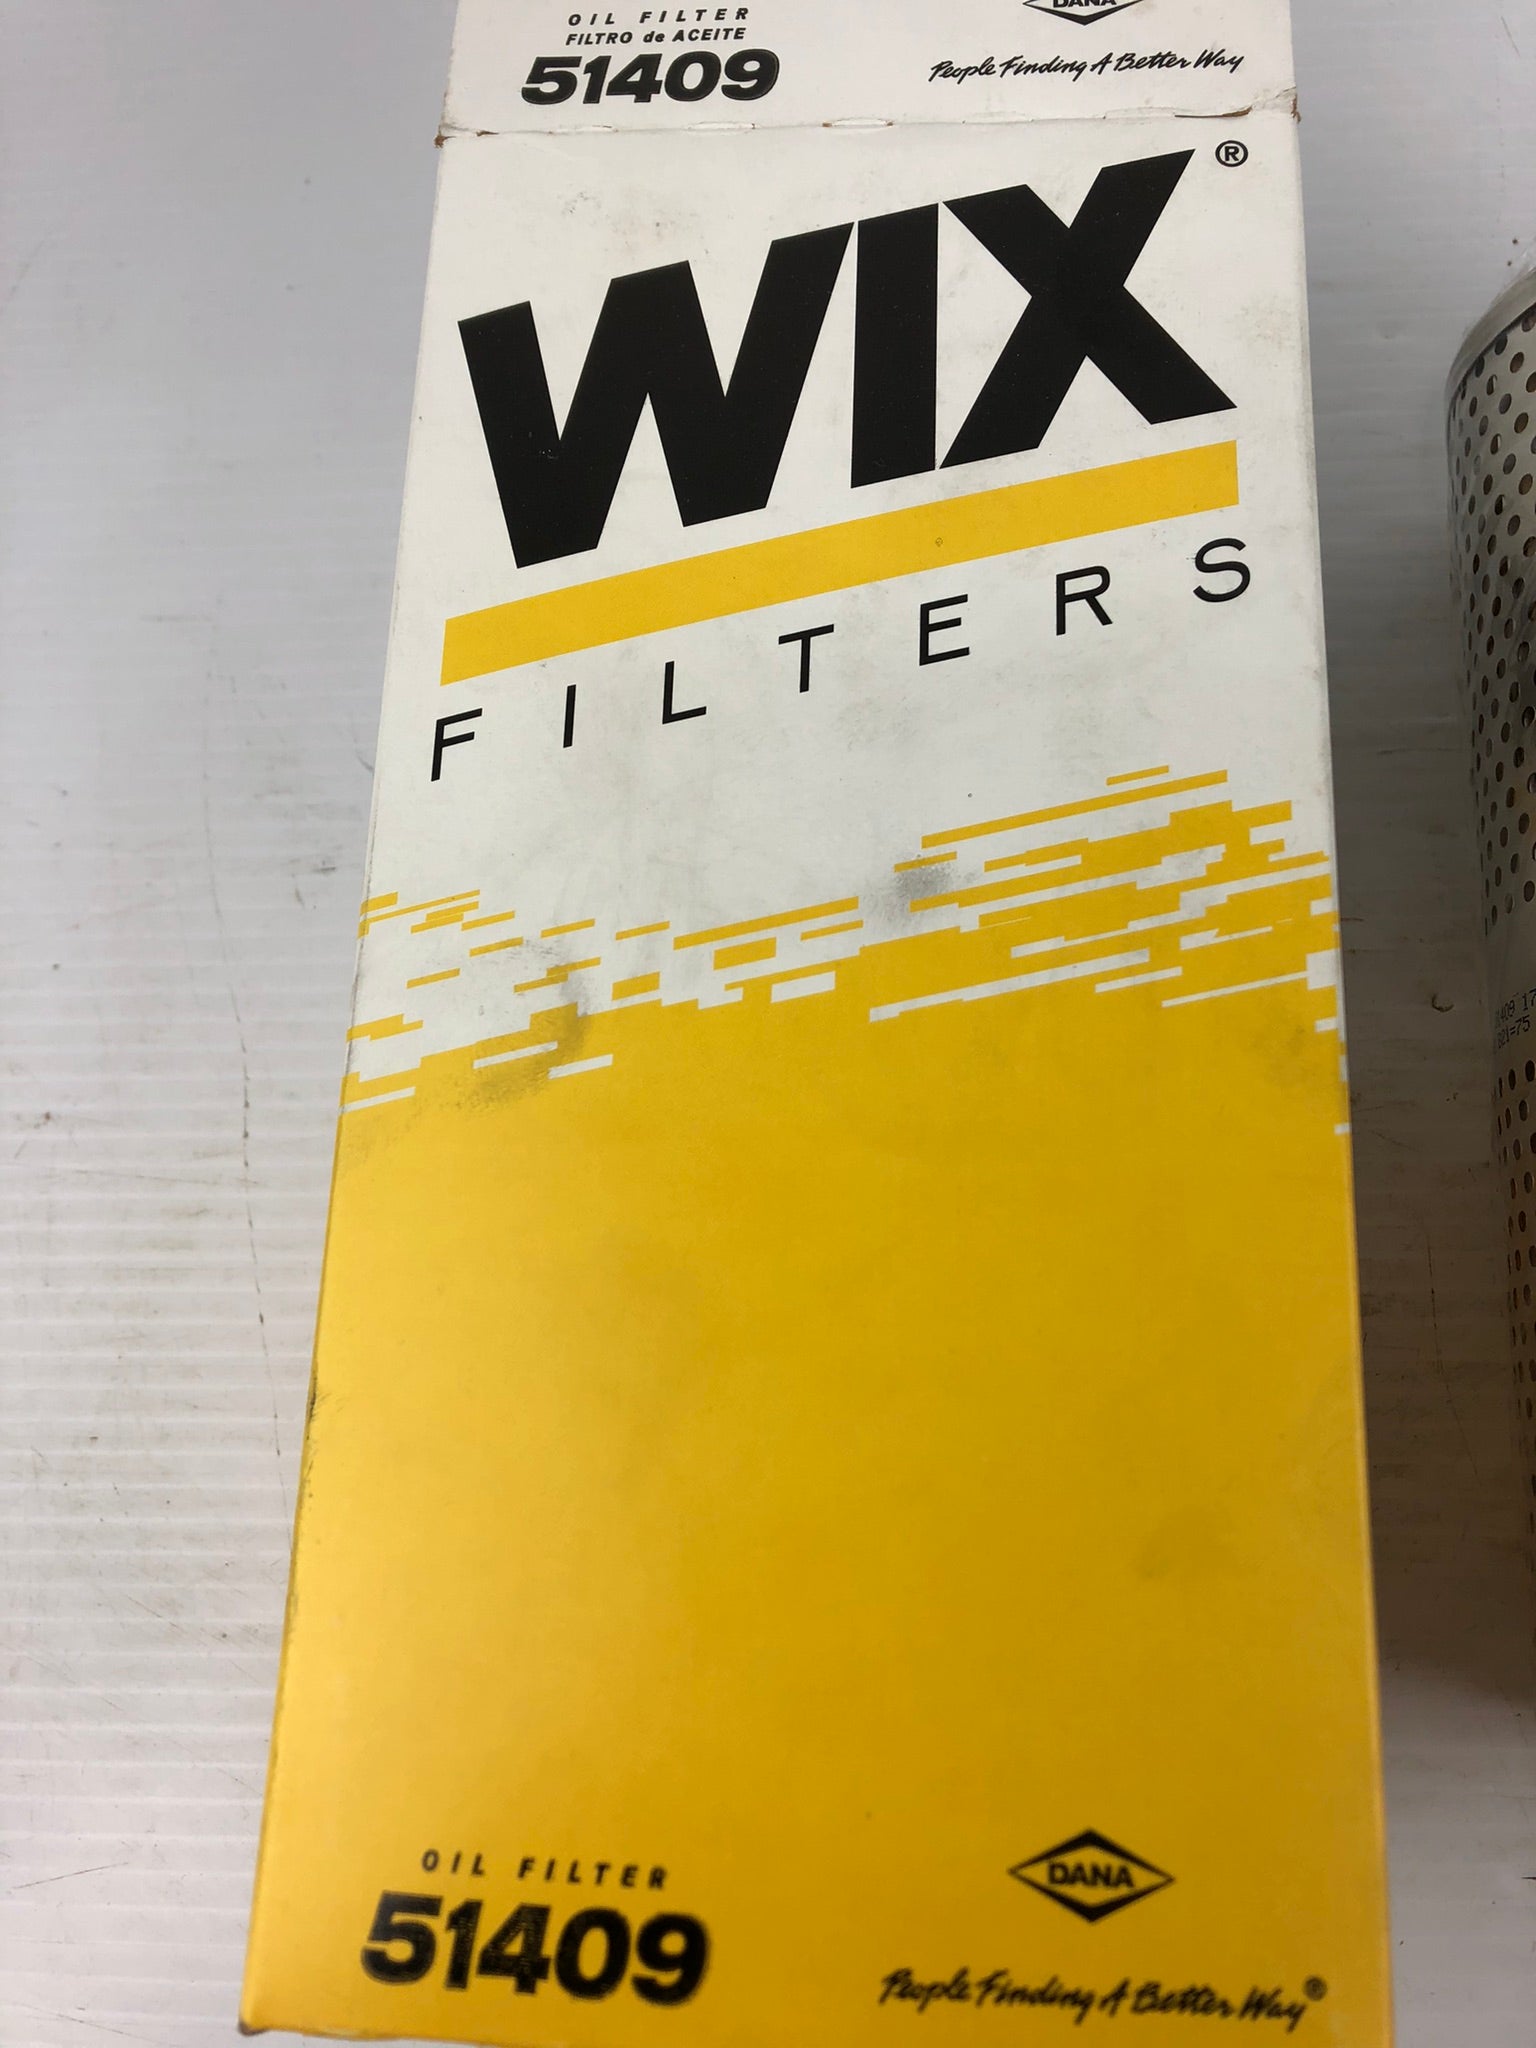 OIL FILTER
FILTRO de ACEITE
51409
DANA
People Finding A Better Way
WIX®
FILTERS
OIL FILTER
51409
DANA
People Finding A Better Way®